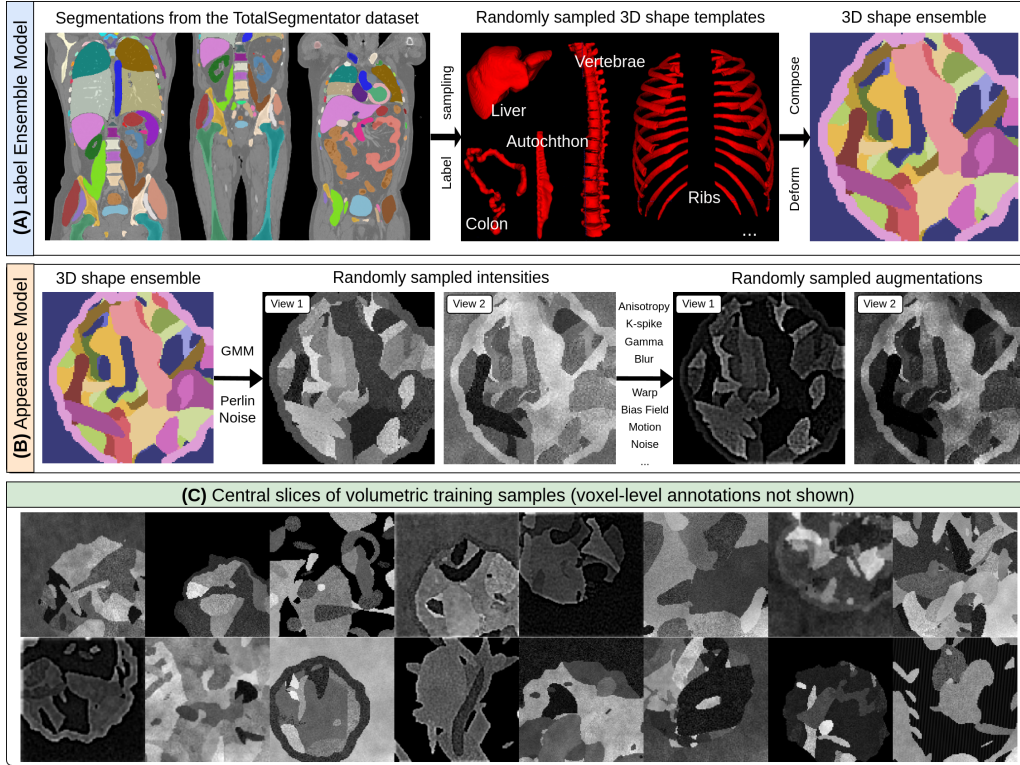 (A) Label Ensemble Model
Segmentations from the TotalSegmentator dataset
Label sampling
Randomly sampled 3D shape templates
Liver
Vertebrae
Autochthon
Colon
Ribs
...
Deform Compose
3D shape ensemble
(B) Appearance Model
3D shape ensemble
GMM
Perlin
Noise
Randomly sampled intensities
View 1
View 2
Anisotropy
K-spike
Gamma
Blur
Warp
Bias Field
Motion
Noise
...
Randomly sampled augmentations
View 1
View 2
(C) Central slices of volumetric training samples (voxel-level annotations not shown)